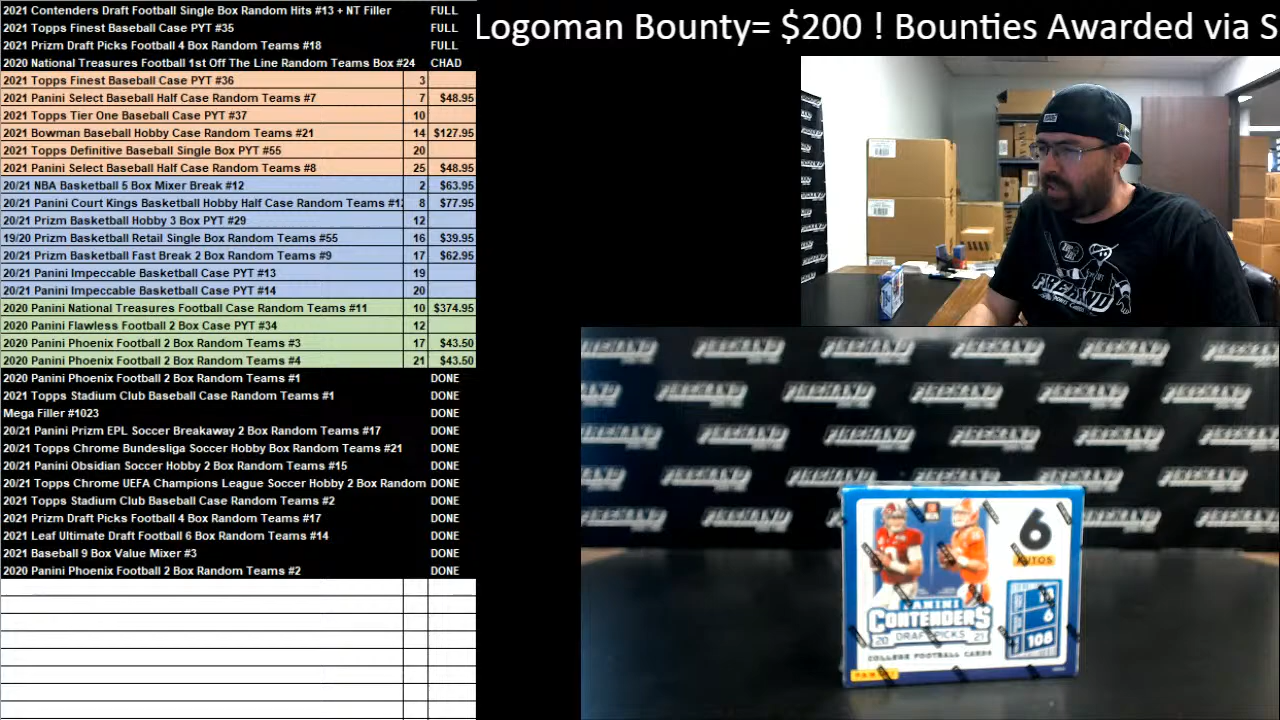 2021 Contenders Draft Football Single Box Random Hits #13 + NT Filler FULL
2021 Topps Finest Baseball Case PYT #35 FULL
2021 Prizm Draft Picks Football 4 Box Random Teams #18 FULL
2020 National Treasures Football 1st Off The Line Random Teams Box #24 CHAD
2021 Topps Finest Baseball Case PYT #36 3
2021 Panini Select Baseball Half Case Random Teams #7 7 $48.95
2021 Topps Tier One Baseball Case PYT #37 10
2021 Bowman Baseball Hobby Case Random Teams #21 14 $127.95
2021 Topps Definitive Baseball Single Box PYT #55 20
2021 Panini Select Baseball Half Case Random Teams #8 25 $48.95
20/21 NBA Basketball 5 Box Mixer Break #12 2 $63.95
20/21 Panini Court Kings Basketball Hobby Half Case Random Teams 8 $77.95
20/21 Prizm Basketball Hobby 3 Box PYT #29 12
19/20 Prizm Basketball Retail Single Box Random Teams #55 16 $39.95
20/21 Prizm Basketball Fast Break 2 Box Random Teams #9 17 $62.95
20/21 Panini Impeccable Basketball Case PYT #13 19
20/21 Panini Impeccable Basketball Case PYT #14 20
2020 Panini National Treasures Football Case Random Teams #11 10 $374.95
2020 Panini Flawless Football 2 Box Case PYT #34 12
2020 Panini Phoenix Football 2 Box Random Teams #3 17 $43.50
2020 Panini Phoenix Football 2 Box Random Teams #4 21 $43.50
2020 Panini Phoenix Football 2 Box Random Teams #1 DONE
2021 Topps Stadium Club Baseball Case Random Teams #1 DONE
Mega Filler #1023 DONE
20/21 Panini Prizm EPL Soccer Breakaway 2 Box Random Teams #17 DONE
20/21 Topps Chrome Bundesliga Soccer Hobby Box Random Teams #21 DONE
20/21 Panini Obsidian Soccer Hobby 2 Box Random Teams #15 DONE
20/21 Topps Chrome UEFA Champions League Soccer Hobby 2 Box Random DONE
2021 Topps Stadium Club Baseball Case Random Teams #2 DONE
2021 Prizm Draft Picks Football 4 Box Random Teams #17 DONE
2021 Leaf Ultimate Draft Football 6 Box Random Teams #14 DONE
2021 Baseball 9 Box Value Mixer #3 DONE
2020 Panini Phoenix Football 2 Box Random Teams #2 DONE
Logoman Bounty= $200 ! Bounties Awarded via S
FIREHAND
6
AUTOS
PANINI
CONTENDERS
20 DRAFT PICKS 21
COLLEGE FOOTBALL CARDS
6
108
PANINI